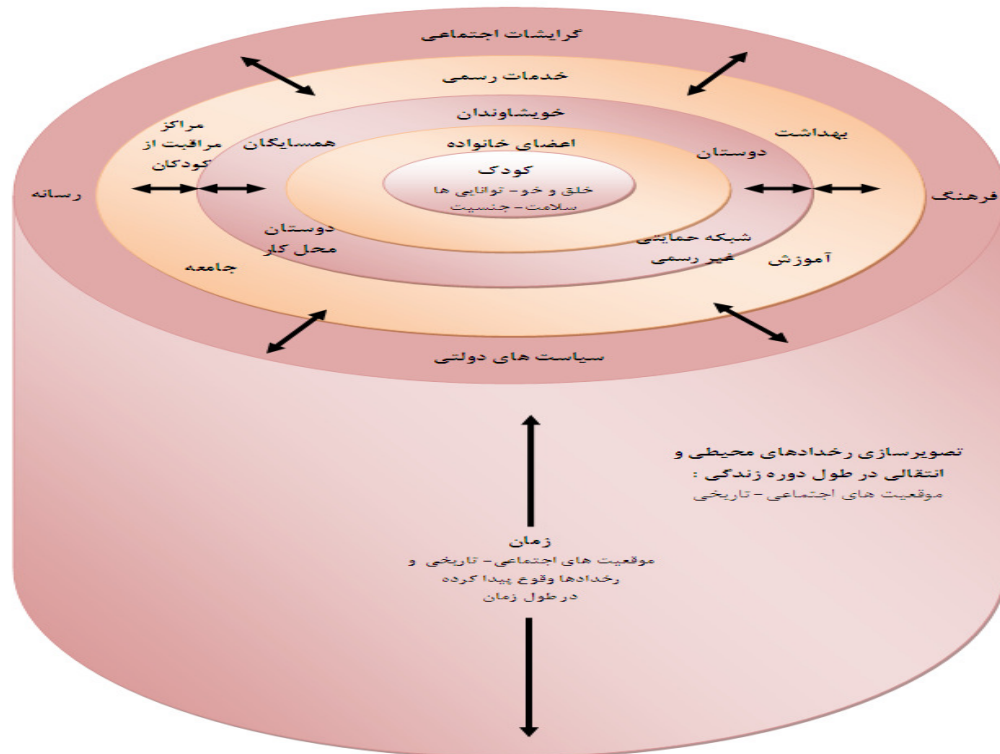 گرایشات اجتماعی
خدمات رسمی
خویشاوندان
اعضای خانواده
کودک
خلق و خو- توانایی ها
سلامت- جنسیت
بهداشت
دوستان
همسایگان
مراکز
مراقبت از
کودکان
فرهنگ
رسانه
شبکه حمایتی
غیر رسمی
آموزش
دوستان
محل کار
جامعه
سیاست های دولتی
تصویرسازی رخدادهای محیطی و
انتقالی در طول دوره زندگی :
موقعیت های اجتماعی- تاریخی
زمان
موقعیت های اجتماعی- تاریخی و
رخدادها وقوع پیدا کرده
در طول زمان